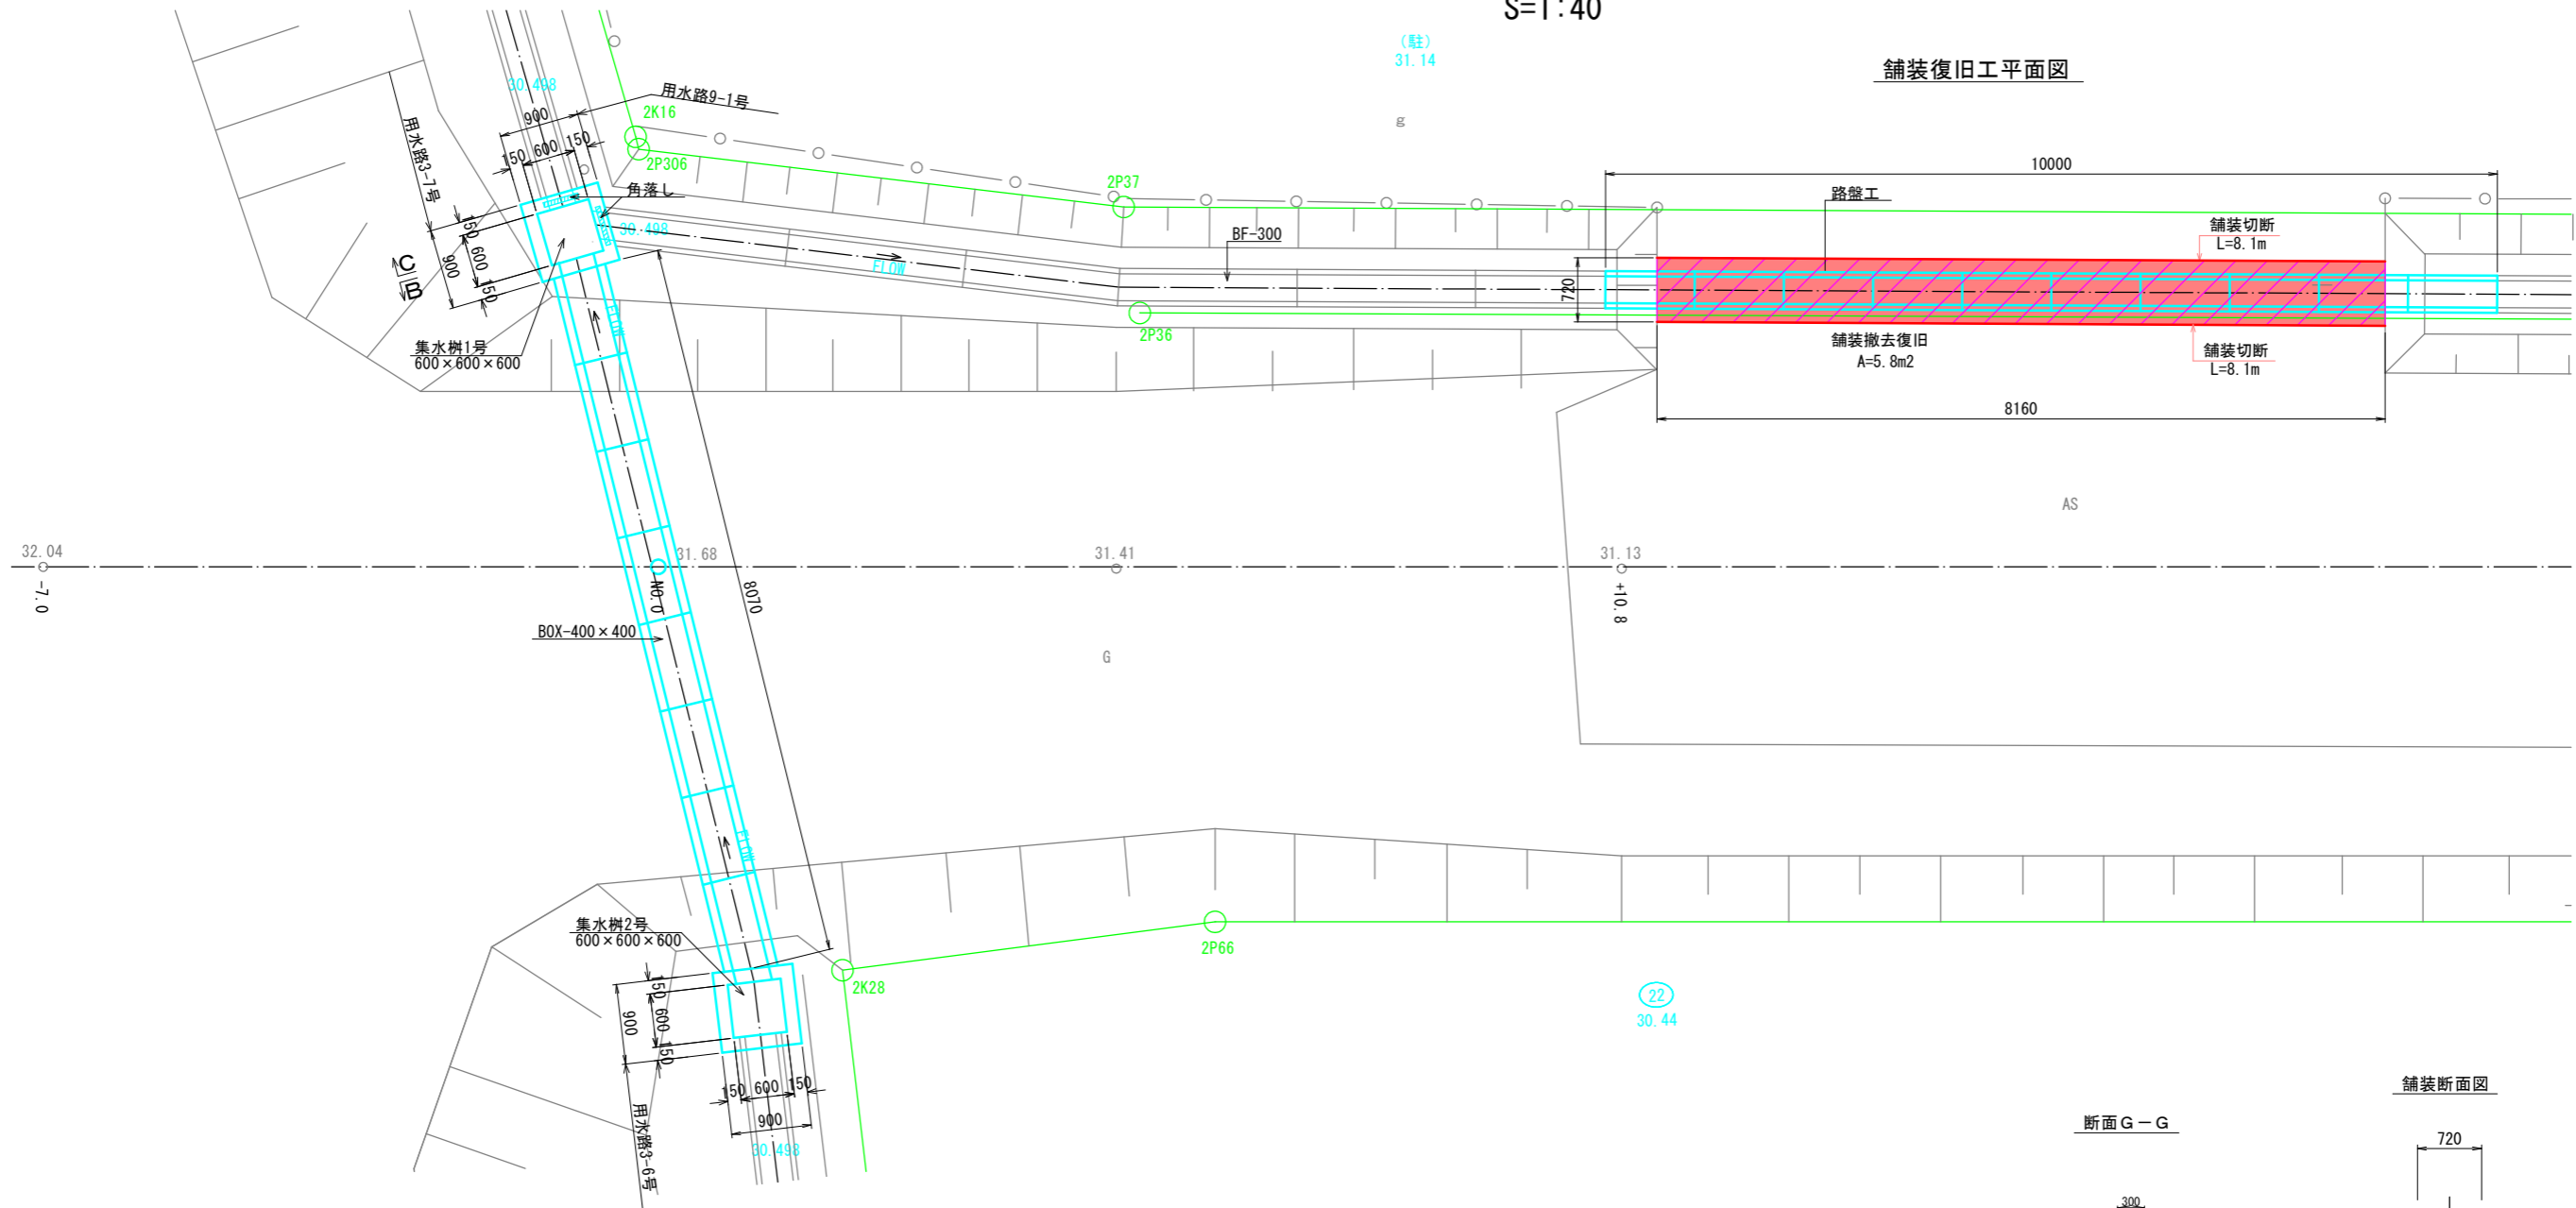 S=1:40
舗装復旧工平面図
(駐)
31.14
g
30.498
用水路9-1号
2K16
900
150 600 150
2P306
用水路3-7号
角落し
30.498
2P37
BF-300
FLOW
10000
路盤工
舗装切断
L=8.1m
720
150
600
900
150
C
B
集水桝1号
600×600×600
FLOW
2P36
舗装撤去復旧
A=5.8m2
舗装切断
L=8.1m
8160
AS
32.04
31.68
31.41
31.13
-7.0
NO.0
8070
+10.8
BOX-400×400
G
FLOW
集水桝2号
600×600×600
2K28
2P66
22
30.44
150
600
900
150
150 600 150
900
用水路3-6号
30.498
舗装断面図
断面G-G
720
300